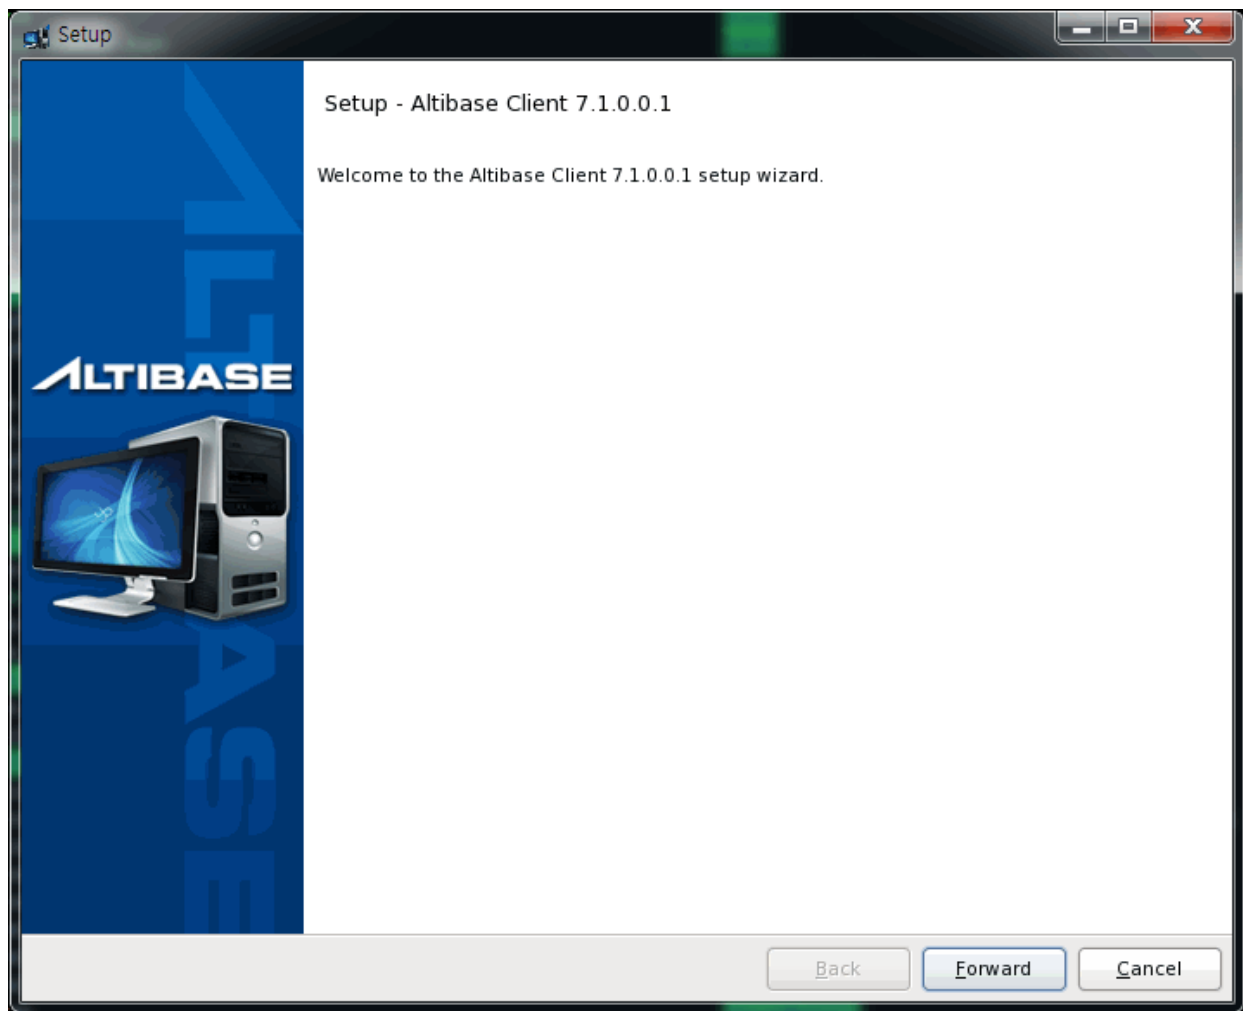 Setup
Setup - Altibase Client 7.1.0.0.1
Welcome to the Altibase Client 7.1.0.0.1 setup wizard.
ALTIBASE
ALTIBASE
Back
Forward
Cancel